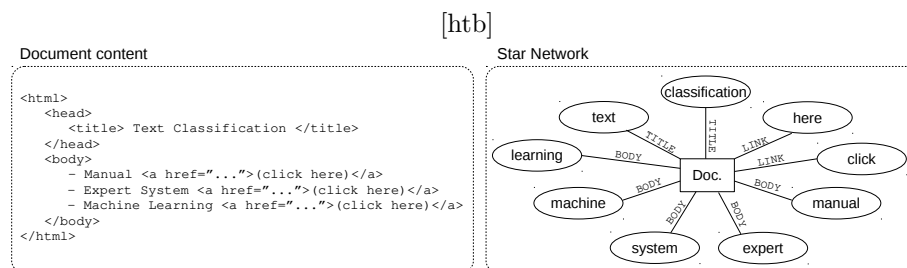 [htb]
Document content
<html>
<head>
<title> Text Classification </title>
</head>
<body>
- Manual <a href="...">(click here)</a>
- Expert System <a href="...">(click here)</a>
- Machine Learning <a href="...">(click here)</a>
</body>
</html>
Star Network
classification
text
here
TITLE
TITLE
LINK
learning
BODY
LINK
click
Doc.
machine
BODY
BODY
manual
BODY
BODY
system
expert